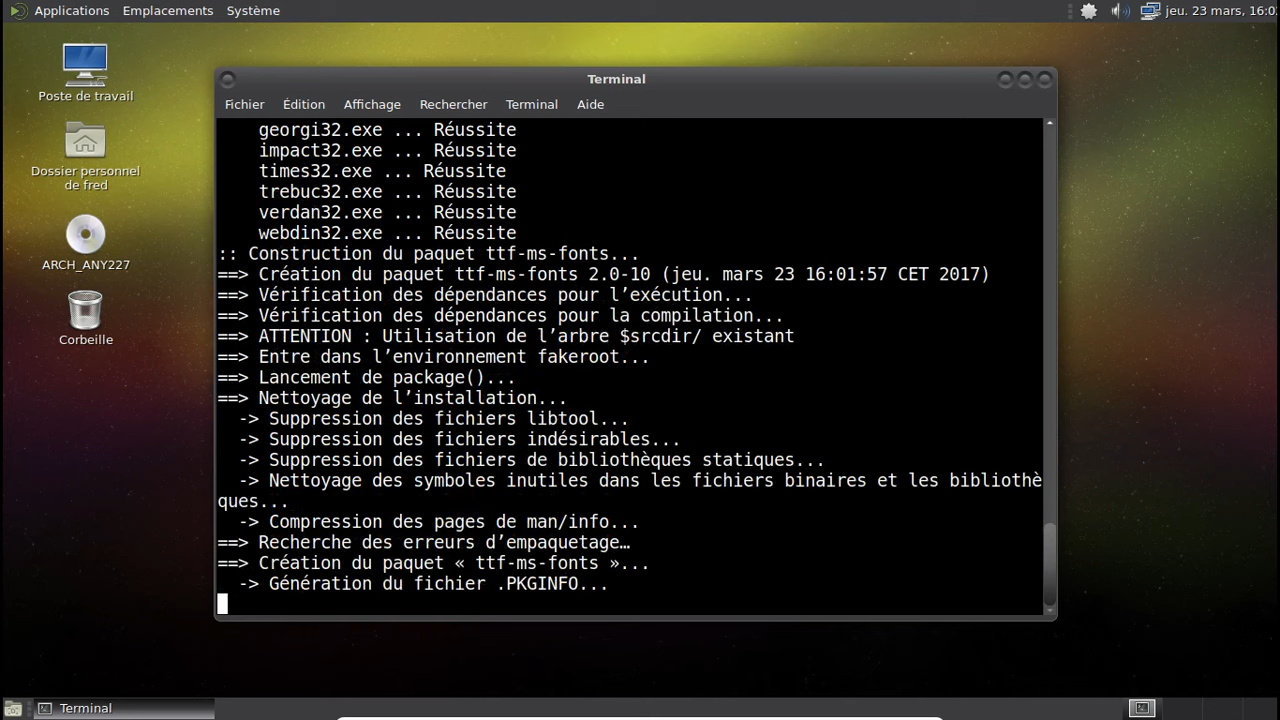 Applications Emplacements Système jeu. 23 mars, 16:0
Poste de travail
Dossier personnel
de fred
ARCH_ANY227
Corbeille
Terminal
Fichier Édition Affichage Rechercher Terminal Aide
georgi32.exe ... Réussite
impact32.exe ... Réussite
times32.exe ... Réussite
trebuc32.exe ... Réussite
verdan32.exe ... Réussite
webdin32.exe ... Réussite
:: Construction du paquet ttf-ms-fonts...
==> Création du paquet ttf-ms-fonts 2.0-10 (jeu. mars 23 16:01:57 CET 2017)
==> Vérification des dépendances pour l’exécution...
==> Vérification des dépendances pour la compilation...
==> ATTENTION : Utilisation de l’arbre $srcdir/ existant
==> Entre dans l’environnement fakeroot...
==> Lancement de package()...
==> Nettoyage de l’installation...
-> Suppression des fichiers libtool...
-> Suppression des fichiers indésirables...
-> Suppression des fichiers de bibliothèques statiques...
-> Nettoyage des symboles inutiles dans les fichiers binaires et les bibliothè
ques...
-> Compression des pages de man/info...
==> Recherche des erreurs d’empaquetage…
==> Création du paquet « ttf-ms-fonts »...
-> Génération du fichier .PKGINFO...
Terminal